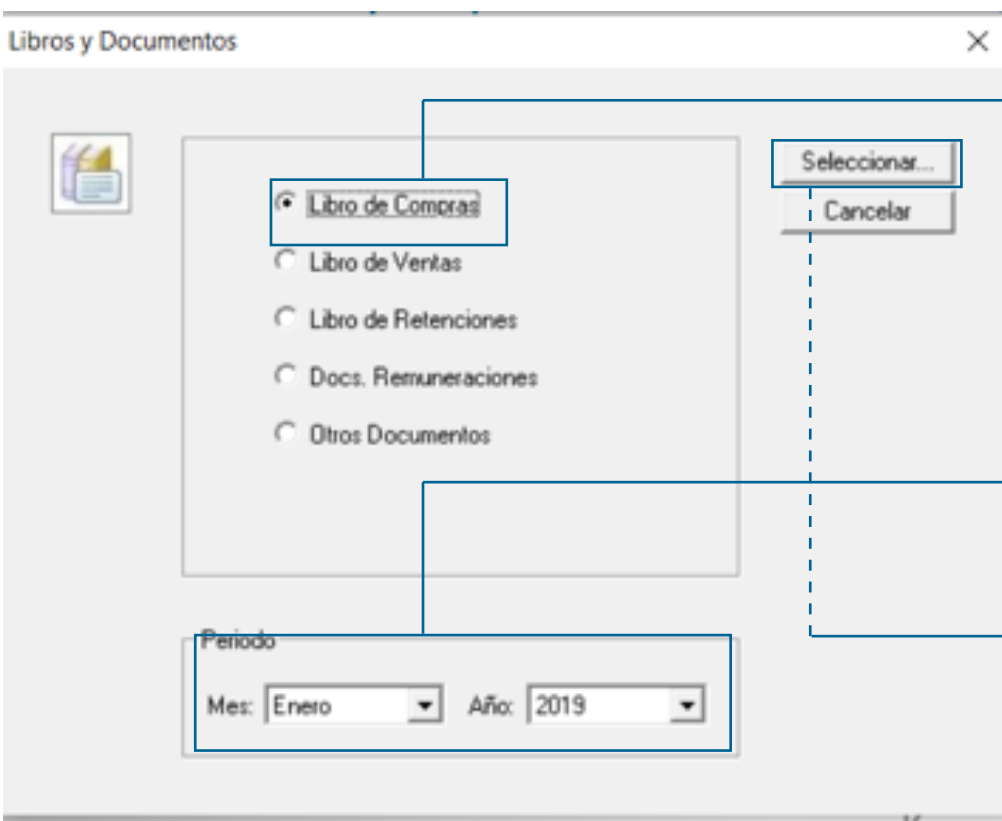 Libros y Documentos
Seleccionar...
Libro de Compras
Cancelar
Libro de Ventas
Libro de Retenciones
Docs. Remuneraciones
Otros Documentos
Periodo
Mes: Enero Año: 2019